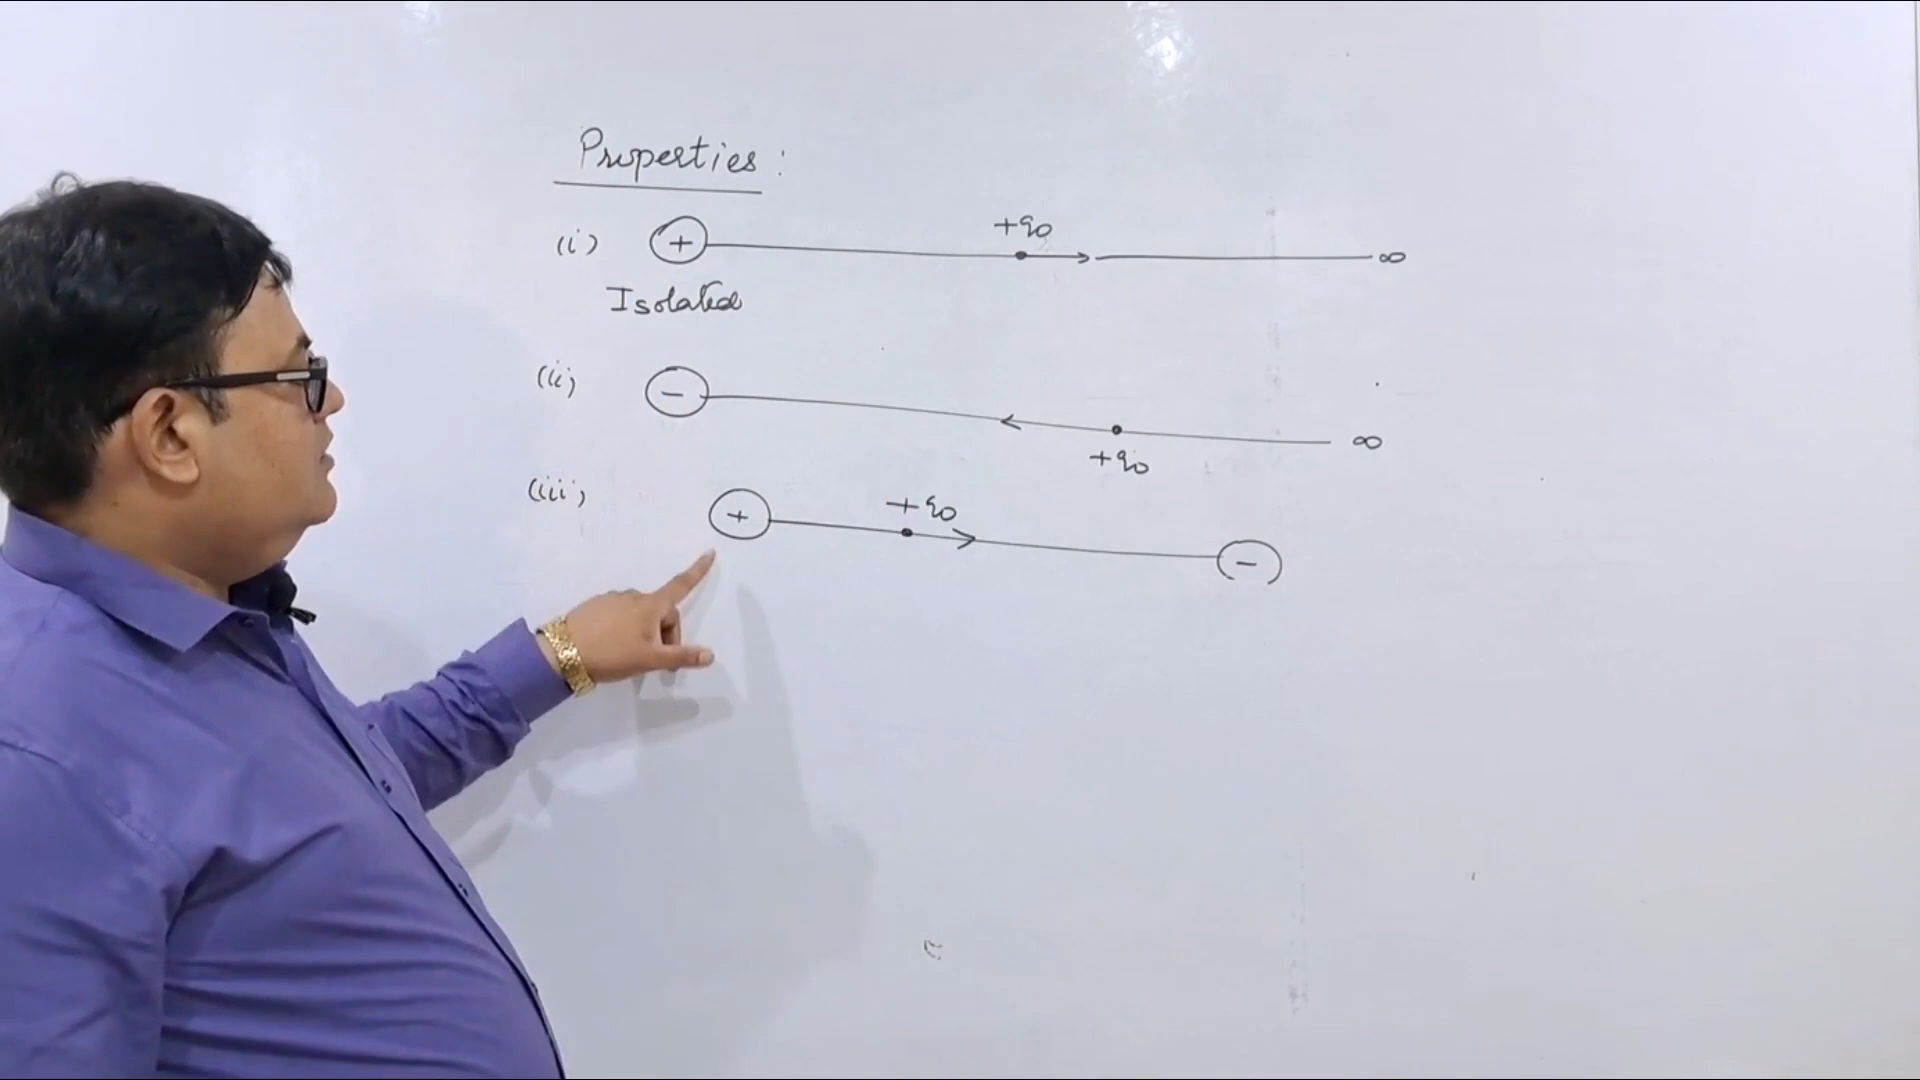 Properties :
(i) + +q0 ∞
Isolated
(ii) - +q0 ∞
(iii) + +q0 -